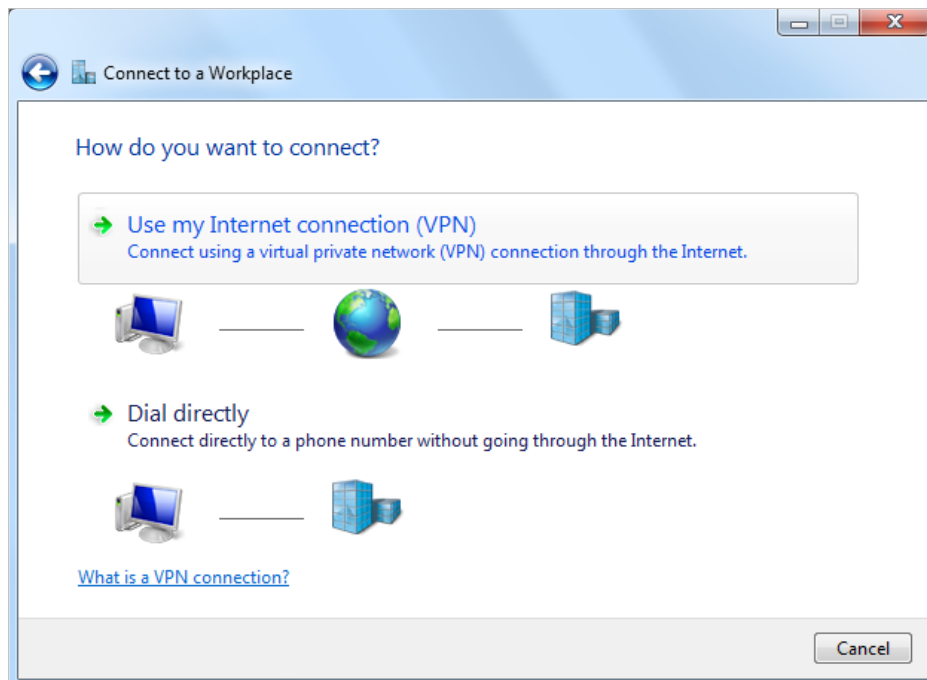 Connect to a Workplace
How do you want to connect?
Use my Internet connection (VPN)
Connect using a virtual private network (VPN) connection through the Internet.
Dial directly
Connect directly to a phone number without going through the Internet.
What is a VPN connection?
Cancel